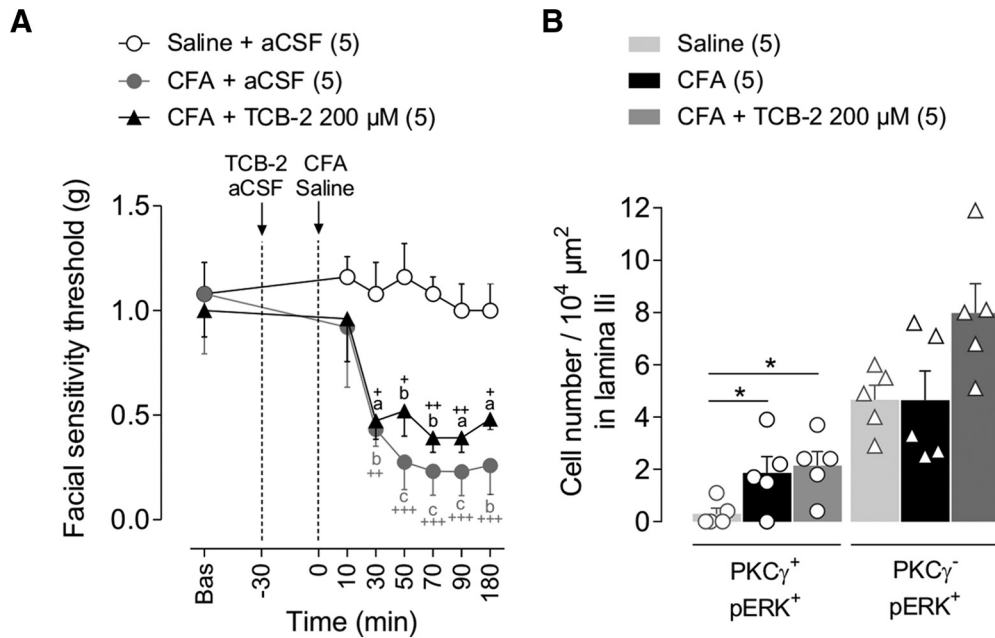 A
Saline + aCSF (5)
CFA + aCSF (5)
CFA + TCB-2 200 µM (5)
TCB-2
aCSF
CFA
Saline
Facial sensitivity threshold (g)
1.5
1.0
0.5
0.0
+
a
+
b
++
b
++
a
+
a
b
++
c
+++
c
+++
c
+++
b
+++
Bas
-30
0
10
30
50
70
90
180
Time (min)
B
Saline (5)
CFA (5)
CFA + TCB-2 200 µM (5)
Cell number / 10⁴ µm²
in lamina IIi
12
10
8
6
4
2
0
*
*
PKCγ⁺
pERK⁺
PKCγ⁻
pERK⁺